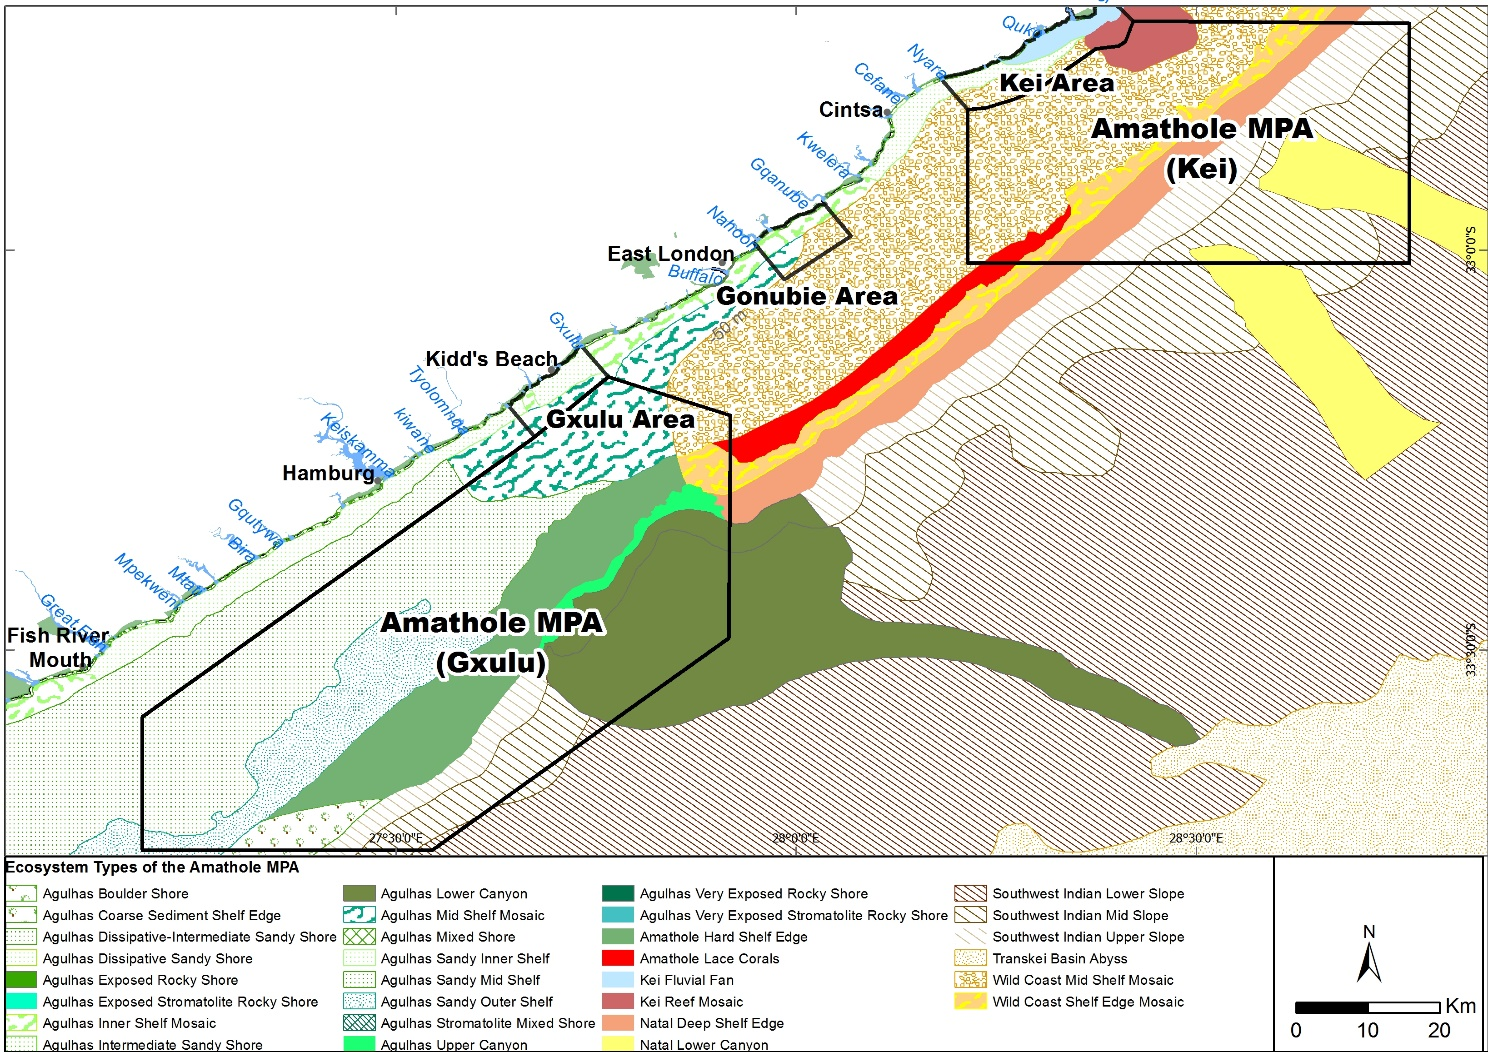 Quko
Nyara
Kei Area
Cefane
Cintsa
Amathole MPA
(Kei)
Kwelera
Gqanube
Nahoon
East London
Buffalo
33°0'0"S
Gonubie Area
50 m
Gxulu
Kidd's Beach
Tyolomnqa
Gxulu Area
kiwane
Keiskamma
Hamburg
Gqutywa
Bira
Mtati
Mpekweni
Great Fish
Fish River
Mouth
Amathole MPA
(Gxulu)
33°30'0"S
27°30'0"E
28°0'0"E
28°30'0"E
Ecosystem Types of the Amathole MPA
Agulhas Boulder Shore
Agulhas Coarse Sediment Shelf Edge
Agulhas Dissipative-Intermediate Sandy Shore
Agulhas Dissipative Sandy Shore
Agulhas Exposed Rocky Shore
Agulhas Exposed Stromatolite Rocky Shore
Agulhas Inner Shelf Mosaic
Agulhas Intermediate Sandy Shore
Agulhas Lower Canyon
Agulhas Mid Shelf Mosaic
Agulhas Mixed Shore
Agulhas Sandy Inner Shelf
Agulhas Sandy Mid Shelf
Agulhas Sandy Outer Shelf
Agulhas Stromatolite Mixed Shore
Agulhas Upper Canyon
Agulhas Very Exposed Rocky Shore
Agulhas Very Exposed Stromatolite Rocky Shore
Amathole Hard Shelf Edge
Amathole Lace Corals
Kei Fluvial Fan
Kei Reef Mosaic
Natal Deep Shelf Edge
Natal Lower Canyon
Southwest Indian Lower Slope
Southwest Indian Mid Slope
Southwest Indian Upper Slope
Transkei Basin Abyss
Wild Coast Mid Shelf Mosaic
Wild Coast Shelf Edge Mosaic
N
Km
0 10 20